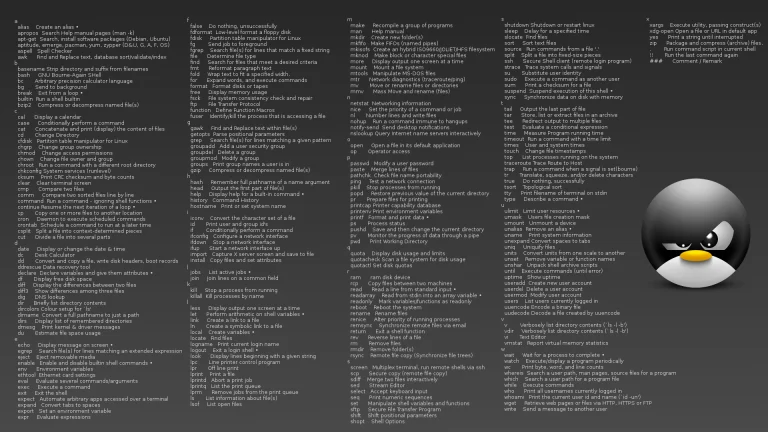 a
alias Create an alias •
apropos Search Help manual pages (man -k)
apt-get Search, install software packages (Debian, Ubuntu)
aptitude, emerge, pacman, yum, zypper (D&U, G, A, F, OS)
aspell Spell Checker
awk Find and Replace text, database sort/validate/index
b
basename Strip directory and suffix from filenames
bash GNU Bourne-Again Shell
bc Arbitrary precision calculator language
bg Send to background
break Exit from a loop •
builtin Run a shell builtin
bzip2 Compress or decompress named file(s)
c
cal Display a calendar
case Conditionally perform a command
cat Concatenate and print (display) the content of files
cd Change Directory
cfdisk Partition table manipulator for Linux
chgrp Change group ownership
chmod Change access permissions
chown Change file owner and group
chroot Run a command with a different root directory
chkconfig System services (runlevel)
cksum Print CRC checksum and byte counts
clear Clear terminal screen
cmp Compare two files
comm Compare two sorted files line by line
command Run a command - ignoring shell functions •
continue Resume the next iteration of a loop •
cp Copy one or more files to another location
cron Daemon to execute scheduled commands
crontab Schedule a command to run at a later time
csplit Split a file into context-determined pieces
cut Divide a file into several parts
d
date Display or change the date & time
dc Desk Calculator
dd Convert and copy a file, write disk headers, boot records
ddrescue Data recovery tool
declare Declare variables and give them attributes •
df Display free disk space
diff Display the differences between two files
diff3 Show differences among three files
dig DNS lookup
dir Briefly list directory contents
dircolors Colour setup for `ls'
dirname Convert a full pathname to just a path
dirs Display list of remembered directories
dmesg Print kernel & driver messages
du Estimate file space usage
e
echo Display message on screen •
egrep Search file(s) for lines matching an extended expression
eject Eject removable media
enable Enable and disable builtin shell commands •
env Environment variables
ethtool Ethernet card settings
eval Evaluate several commands/arguments
exec Execute a command
exit Exit the shell
expect Automate arbitrary apps accessed over a terminal
expand Convert tabs to spaces
export Set an environment variable
expr Evaluate expressions
f
false Do nothing, unsuccessfully
fdformat Low-level format a floppy disk
fdisk Partition table manipulator for Linux
fg Send job to foreground
fgrep Search file(s) for lines that match a fixed string
file Determine file type
find Search for files that meet a desired criteria
fmt Reformat paragraph text
fold Wrap text to fit a specified width.
for Expand words, and execute commands
format Format disks or tapes
free Display memory usage
fsck File system consistency check and repair
ftp File Transfer Protocol
function Define Function Macros
fuser Identify/kill the process that is accessing a file
g
gawk Find and Replace text within file(s)
getopts Parse positional parameters
grep Search file(s) for lines matching a given pattern
groupadd Add a user security group
groupdel Delete a group
groupmod Modify a group
groups Print group names a user is in
gzip Compress or decompress named file(s)
h
hash Remember full pathname of a name argument
head Output the first part of file(s)
help Display help for a built-in command •
history Command History
hostname Print or set system name
i
iconv Convert the character set of a file
id Print user and group ids
if Conditionally perform a command
ifconfig Configure a network interface
ifdown Stop a network interface
ifup Start a network interface up
import Capture X server screen and save to file
install Copy files and set attributes
j
jobs List active jobs •
join Join lines on a common field
k
kill Stop a process from running
killall Kill processes by name
l
less Display output one screen at a time
let Perform arithmetic on shell variables •
link Create a link to a file
ln Create a symbolic link to a file
local Create variables •
locate Find files
logname Print current login name
logout Exit a login shell •
look Display lines beginning with a given string
lpc Line printer control program
lpr Off line print
lprint Print a file
lprintd Abort a print job
lprintq List the print queue
lprm Remove jobs from the print queue
ls List information about file(s)
lsof List open files
m
make Recompile a group of programs
man Help manual
mkdir Create new folder(s)
mkfifo Make FIFOs (named pipes)
mkisofs Create an hybrid ISO9660/JOLIET/HFS filesystem
mknod Make block or character special files
more Display output one screen at a time
mount Mount a file system
mtools Manipulate MS-DOS files
mtr Network diagnostics (traceroute/ping)
mv Move or rename files or directories
mmv Mass Move and rename (files)
n
netstat Networking information
nice Set the priority of a command or job
nl Number lines and write files
nohup Run a command immune to hangups
notify-send Send desktop notifications
nslookup Query Internet name servers interactively
o
open Open a file in its default application
op Operator access
p
passwd Modify a user password
paste Merge lines of files
pathchk Check file name portability
ping Test a network connection
pkill Stop processes from running
popd Restore previous value of the current directory
pr Prepare files for printing
printcap Printer capability database
printenv Print environment variables
printf Format and print data •
ps Process status
pushd Save and then change the current directory
pv Monitor the progress of data through a pipe
pwd Print Working Directory
q
quota Display disk usage and limits
quotacheck Scan a file system for disk usage
quotactl Set disk quotas
r
ram ram disk device
rcp Copy files between two machines
read Read a line from standard input •
readarray Read from stdin into an array variable •
readonly Mark variables/functions as readonly
reboot Reboot the system
rename Rename files
renice Alter priority of running processes
remsync Synchronize remote files via email
return Exit a shell function
rev Reverse lines of a file
rm Remove files
rmdir Remove folder(s)
rsync Remote file copy (Synchronize file trees)
s
screen Multiplex terminal, run remote shells via ssh
scp Secure copy (remote file copy)
sdiff Merge two files interactively
sed Stream Editor
select Accept keyboard input
seq Print numeric sequences
set Manipulate shell variables and functions
sftp Secure File Transfer Program
shift Shift positional parameters
shopt Shell Options
s
shutdown Shutdown or restart linux
sleep Delay for a specified time
slocate Find files
sort Sort text files
source Run commands from a file '.'
split Split a file into fixed-size pieces
ssh Secure Shell client (remote login program)
strace Trace system calls and signals
su Substitute user identity
sudo Execute a command as another user
sum Print a checksum for a file
suspend Suspend execution of this shell •
sync Synchronize data on disk with memory
t
tail Output the last part of file
tar Store, list or extract files in an archive
tee Redirect output to multiple files
test Evaluate a conditional expression
time Measure Program running time
timeout Run a command with a time limit
times User and system times
touch Change file timestamps
top List processes running on the system
traceroute Trace Route to Host
trap Run a command when a signal is set(bourne)
tr Translate, squeeze, and/or delete characters
true Do nothing, successfully
tsort Topological sort
tty Print filename of terminal on stdin
type Describe a command •
u
ulimit Limit user resources •
umask Users file creation mask
umount Unmount a device
unalias Remove an alias •
uname Print system information
unexpand Convert spaces to tabs
uniq Uniquify files
units Convert units from one scale to another
unset Remove variable or function names
unshar Unpack shell archive scripts
until Execute commands (until error)
uptime Show uptime
useradd Create new user account
userdel Delete a user account
usermod Modify user account
users List users currently logged in
uuencode Encode a binary file
uudecode Decode a file created by uuencode
v
v Verbosely list directory contents (`ls -l -b')
vdir Verbosely list directory contents (`ls -l -b')
vi Text Editor
vmstat Report virtual memory statistics
w
wait Wait for a process to complete •
watch Execute/display a program periodically
wc Print byte, word, and line counts
whereis Search user's path, man pages, source files for a program
which Search a user's path for a program file
while Execute commands
who Print all usernames currently logged in
whoami Print the current user id and name (`id -un')
wget Retrieve web pages or files via HTTP, HTTPS or FTP
write Send a message to another user
x
xargs Execute utility, passing construct(s)
xdg-open Open a file or URL in default app
yes Print a string until interrupted
zip Package and compress (archive) files
. Run command script in current shell
!! Run the last command again
### Comment / Remark